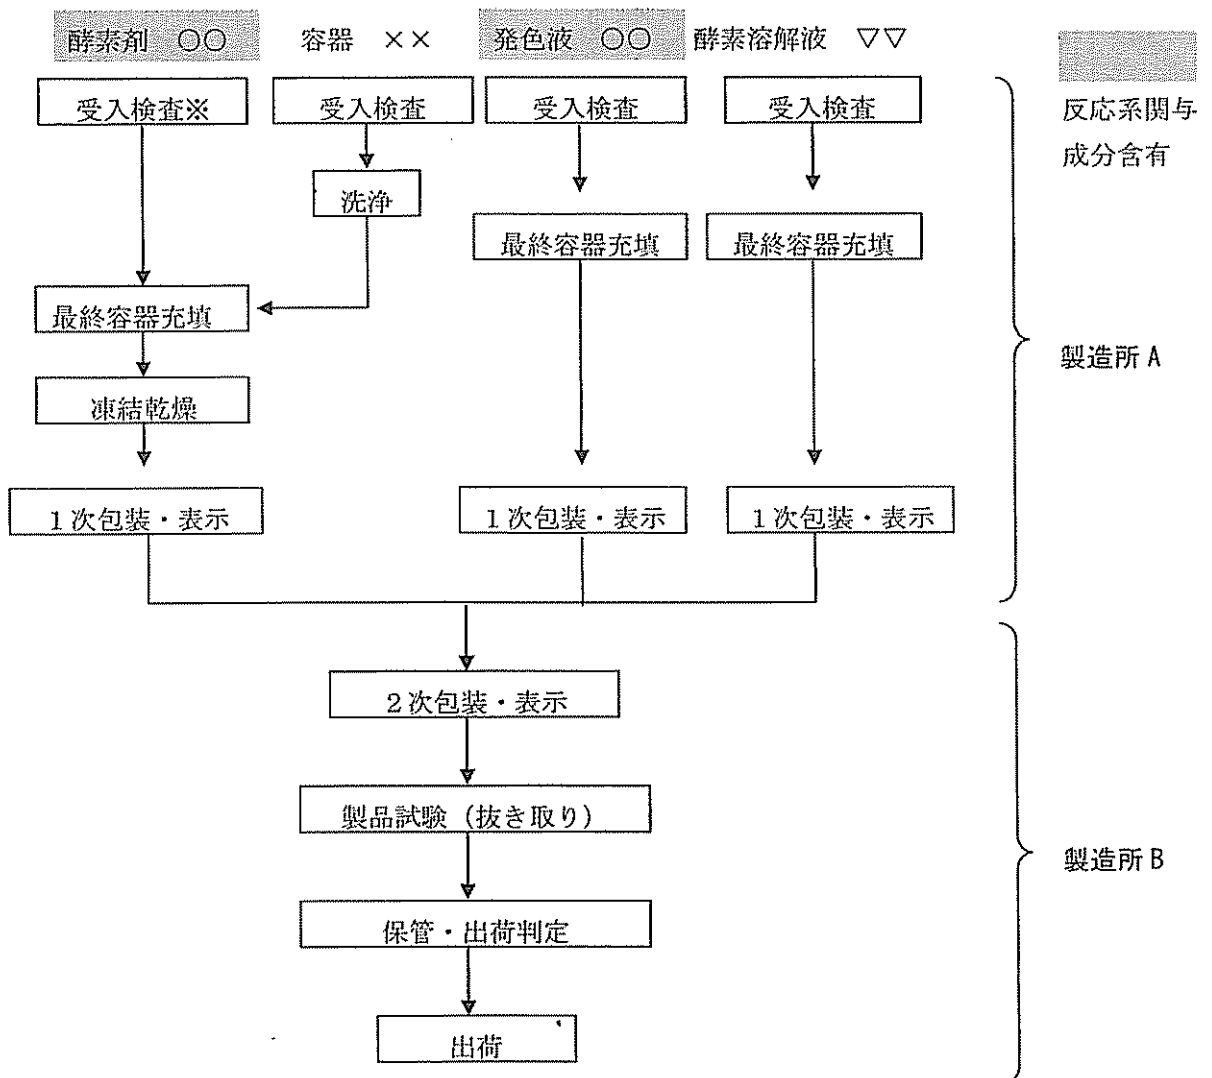 酵素剤 ○○ 容器 ×× 発色液 ○○ 酵素溶解液 ▽▽
受入検査※ 受入検査 受入検査 受入検査
反応系関与
成分含有
洗浄
最終容器充填 最終容器充填
最終容器充填
製造所 A
凍結乾燥
1次包装・表示 1次包装・表示 1次包装・表示
2次包装・表示
製品試験（抜き取り）
製造所 B
保管・出荷判定
出荷